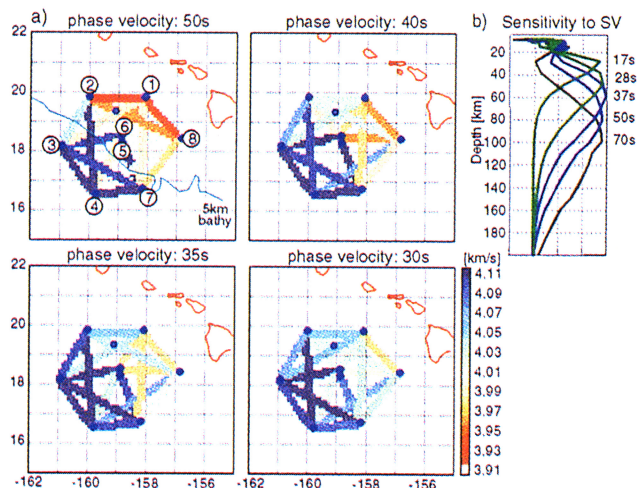 a)
phase velocity: 50s
phase velocity: 40s
b) Sensitivity to SV
22
20
18
16
2
1
3
6
5
8
4
7
5km
bathy
Depth [km]
20
40
60
80
100
120
140
160
180
17s
28s
37s
50s
70s
phase velocity: 35s
phase velocity: 30s
[km/s]
22
20
18
16
-162 -160 -158 -156
-162 -160 -158 -156
4.11
4.09
4.07
4.05
4.03
4.01
3.99
3.97
3.95
3.93
3.91